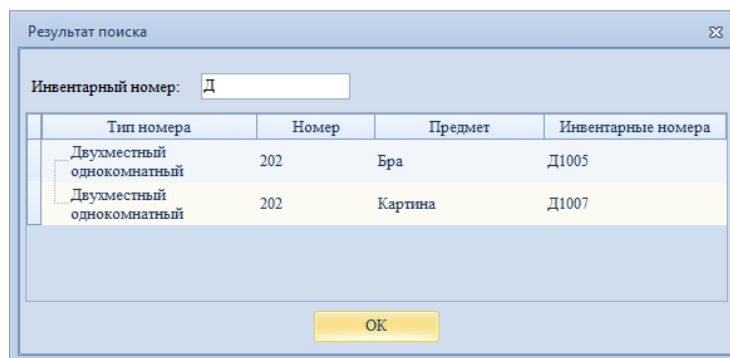 Результат поиска
Инвентарный номер: Д
Тип номера Номер Предмет Инвентарные номера
Двухместный
однокомнатный 202 Бра Д1005
Двухместный
однокомнатный 202 Картина Д1007
OK